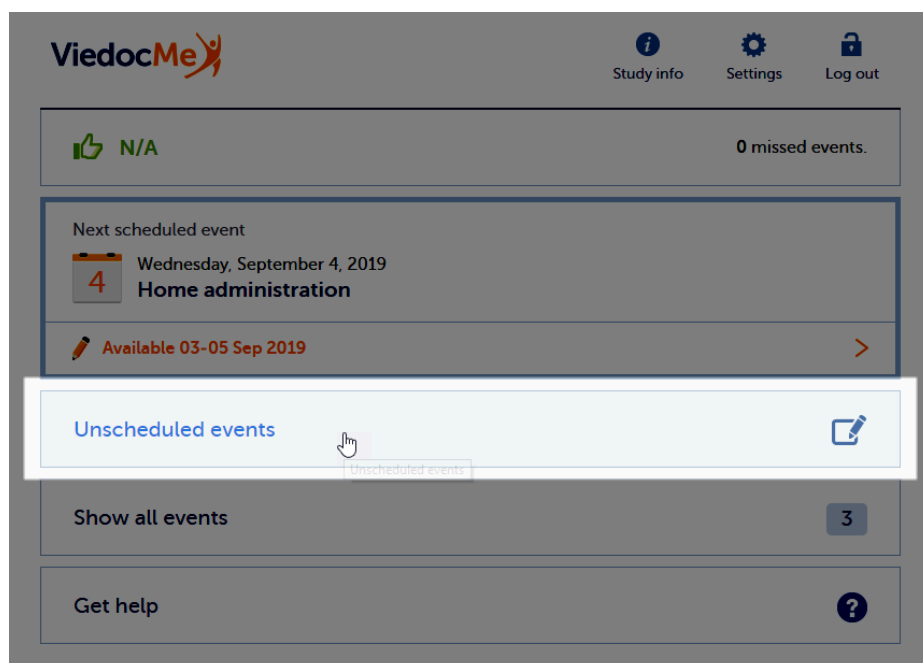 ViedocMe
Study info
Settings
Log out
N/A
0 missed events.
Next scheduled event
4
Wednesday, September 4, 2019
Home administration
Available 03-05 Sep 2019
Unscheduled events
Unscheduled events
Show all events
3
Get help
?